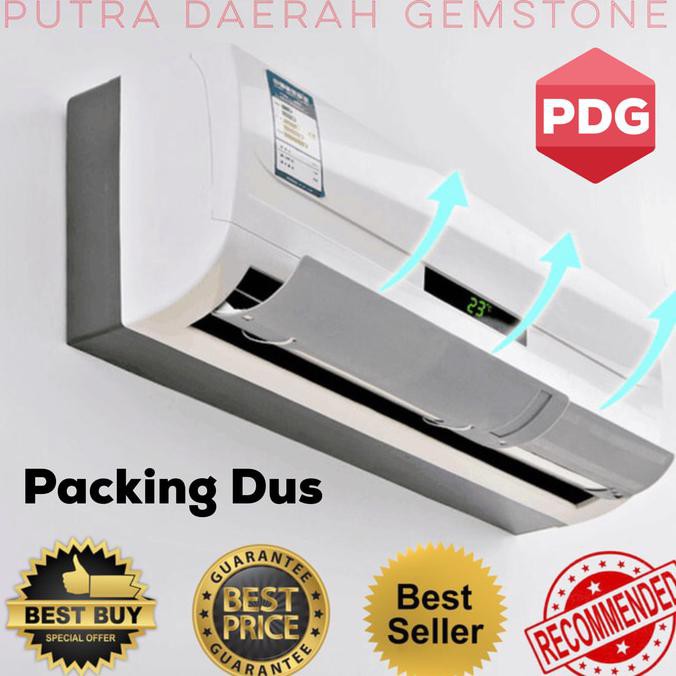 PUTRA DAERAH GEMSTONE
PDG
23°c
Packing Dus
BEST BUY
SPECIAL OFFER
GUARANTEE
BEST
PRICE
GUARANTEE
Best
Seller
RECOMMENDED